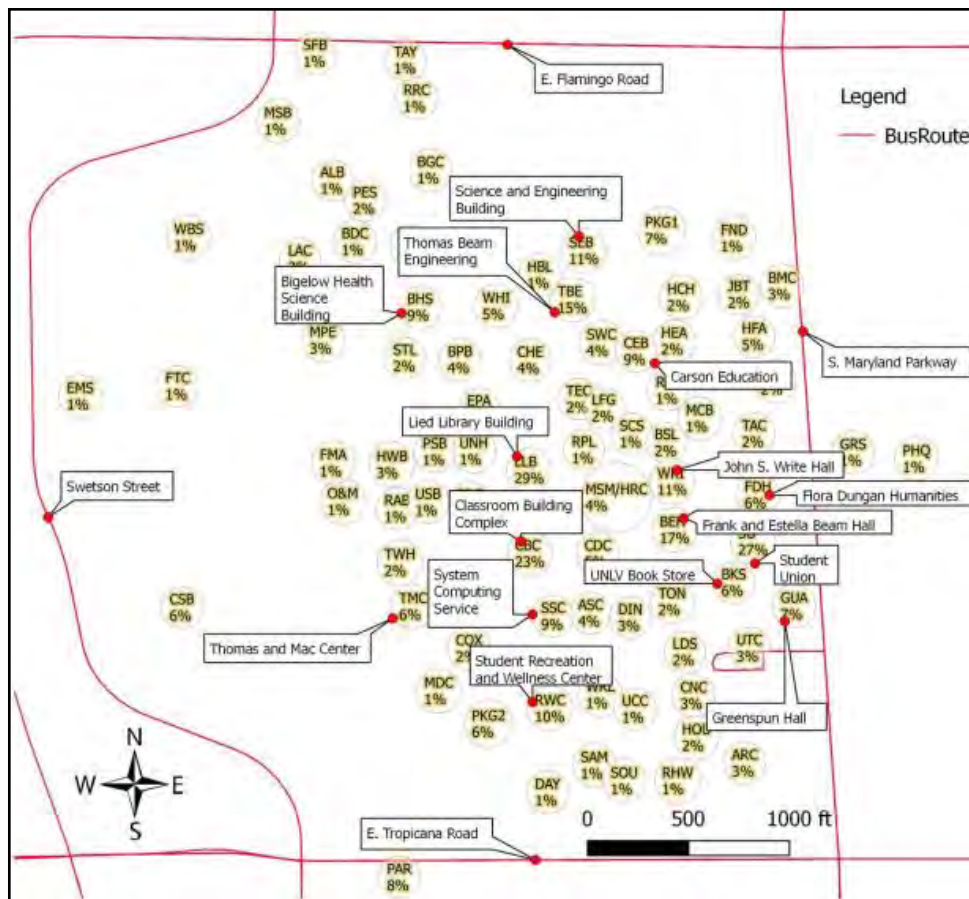 SFB
1%
TAY
1%
E. Flamingo Road
RRC
1%
Legend
BusRoute
MSB
1%
BGC
1%
ALB
1%
PES
2%
Science and Engineering
Building
PKG1
7%
FND
1%
WBS
1%
BDC
1%
LAC
Thomas Beam
Engineering
SEB
11%
HBL
1%
BMC
3%
Bigelow Health
Science
Building
BHS
9%
WHI
5%
TBE
15%
HCH
2%
JBT
2%
MPE
3%
SWC
4%
CEB
9%
HEA
2%
HFA
5%
S. Maryland Parkway
STL
2%
BPB
4%
CHE
4%
Carson Education
EMS
1%
FTC
1%
EPA
TEC
2%
LFG
2%
1%
2%
MCB
1%
Lied Library Building
SCS
1%
BSL
2%
TAC
2%
FMA
1%
HWB
3%
PSB
1%
UNH
1%
LLB
29%
RPL
1%
GRS
1%
PHQ
1%
John S. Write Hall
WRI
11%
Swetson Street
O&M
1%
RAB
1%
USB
1%
MSM/HRC
4%
FDH
6%
Flora Dungan Humanities
Classroom Building
Complex
BEH
17%
Frank and Estella Beam Hall
TWH
2%
CBC
23%
CDC
SU
27%
Student
Union
System
Computing
Service
UNLV Book Store
BKS
6%
CSB
6%
TMC
6%
SSC
9%
ASC
4%
DIN
3%
TON
2%
GUA
7%
Thomas and Mac Center
COX
2%
LDS
2%
UTC
3%
Student Recreation
and Wellness Center
MDC
1%
RWC
10%
WRL
1%
UCC
1%
CNC
3%
Greenspun Hall
PKG2
6%
HOU
2%
N
W E
S
SAM
1%
SOU
1%
RHW
1%
ARC
3%
DAY
1%
0 500 1000 ft
E. Tropicana Road
PAR
8%